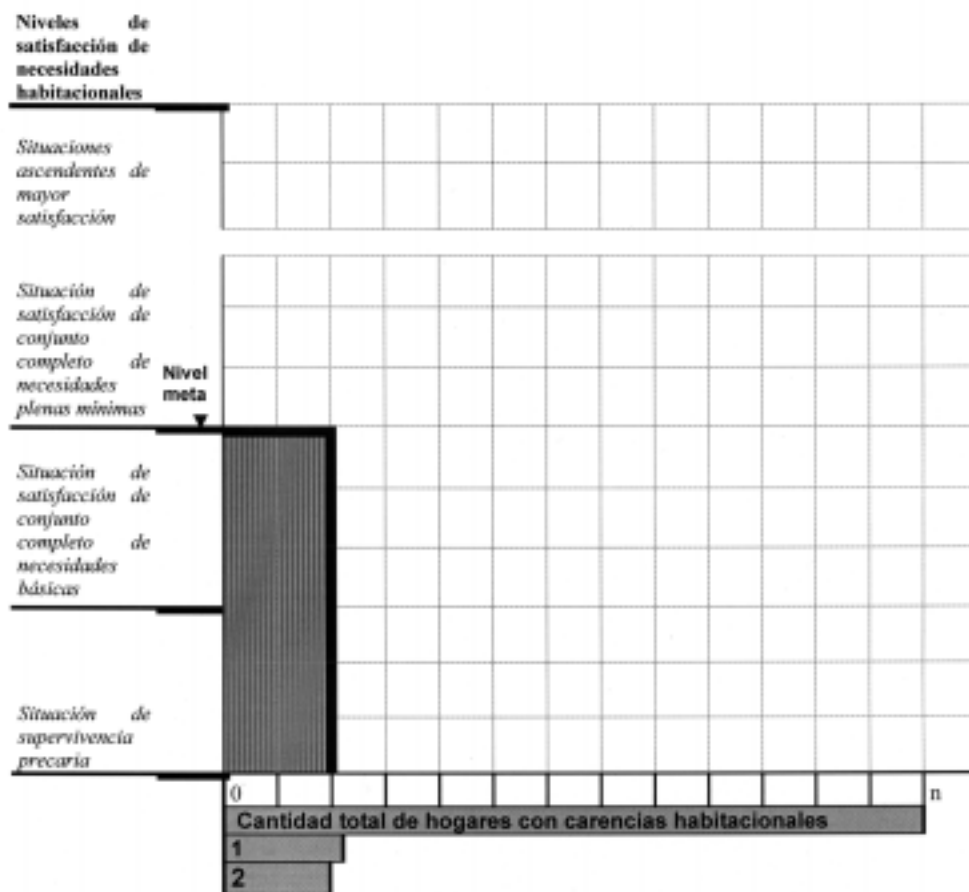 Niveles de
satisfacción de
necesidades
habitacionales
Situaciones
ascendentes de
mayor
satisfacción
Situación de
satisfacción de
conjunto
completo de
necesidades
plenas mínimas
Nivel
meta
Situación de
satisfacción de
conjunto
completo de
necesidades
básicas
Situación de
supervivencia
precaria
0
n
Cantidad total de hogares con carencias habitacionales
1
2